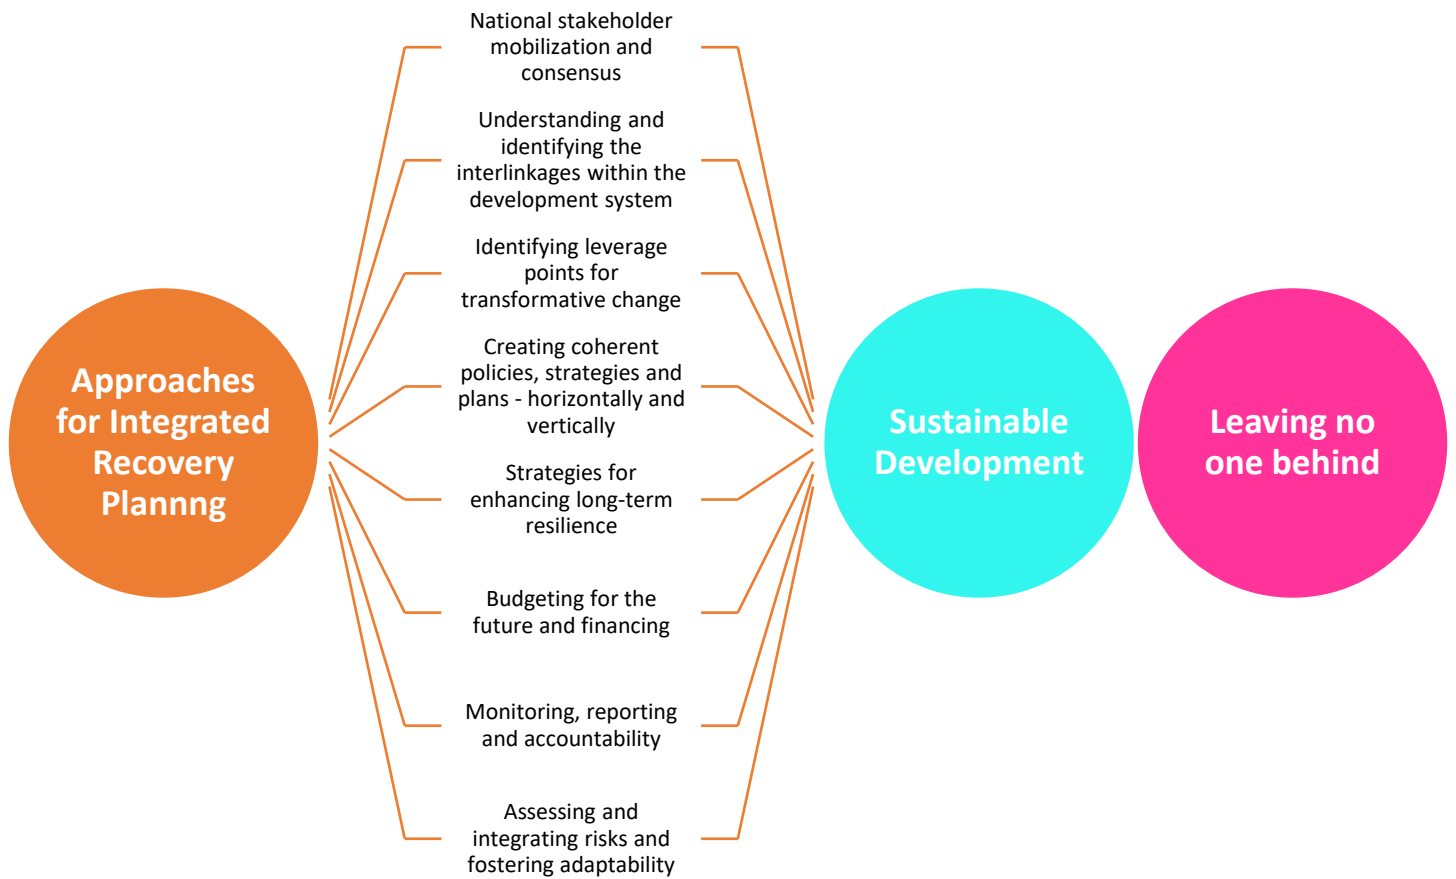 National stakeholder
mobilization and
consensus
Understanding and
identifying the
interlinkages within the
development system
Identifying leverage
points for
transformative change
Creating coherent
policies, strategies and
plans - horizontally and
vertically
Strategies for
enhancing long-term
resilience
Budgeting for the
future and financing
Monitoring, reporting
and accountability
Assessing and
integrating risks and
fostering adaptability
Approaches
for Integrated
Recovery
Plannng
Sustainable
Development
Leaving no
one behind